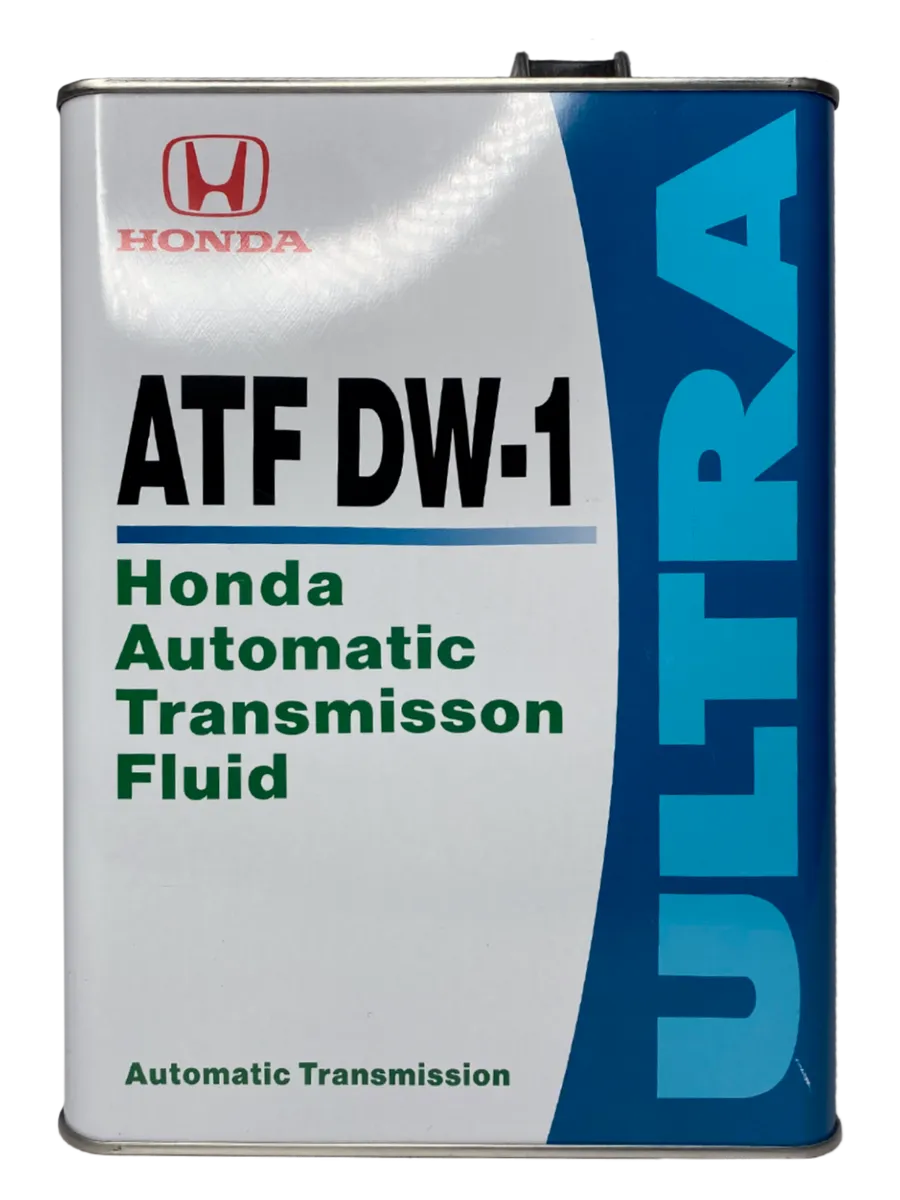 HONDA
ATF DW-1
Honda
Automatic
Transmisson
Fluid
Automatic Transmission
ULTRA